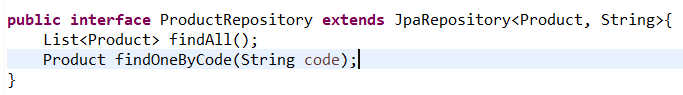 public interface ProductRepository extends JpaRepository<Product, String>{
    List<Product> findAll();
    Product findOneByCode(String code);
}